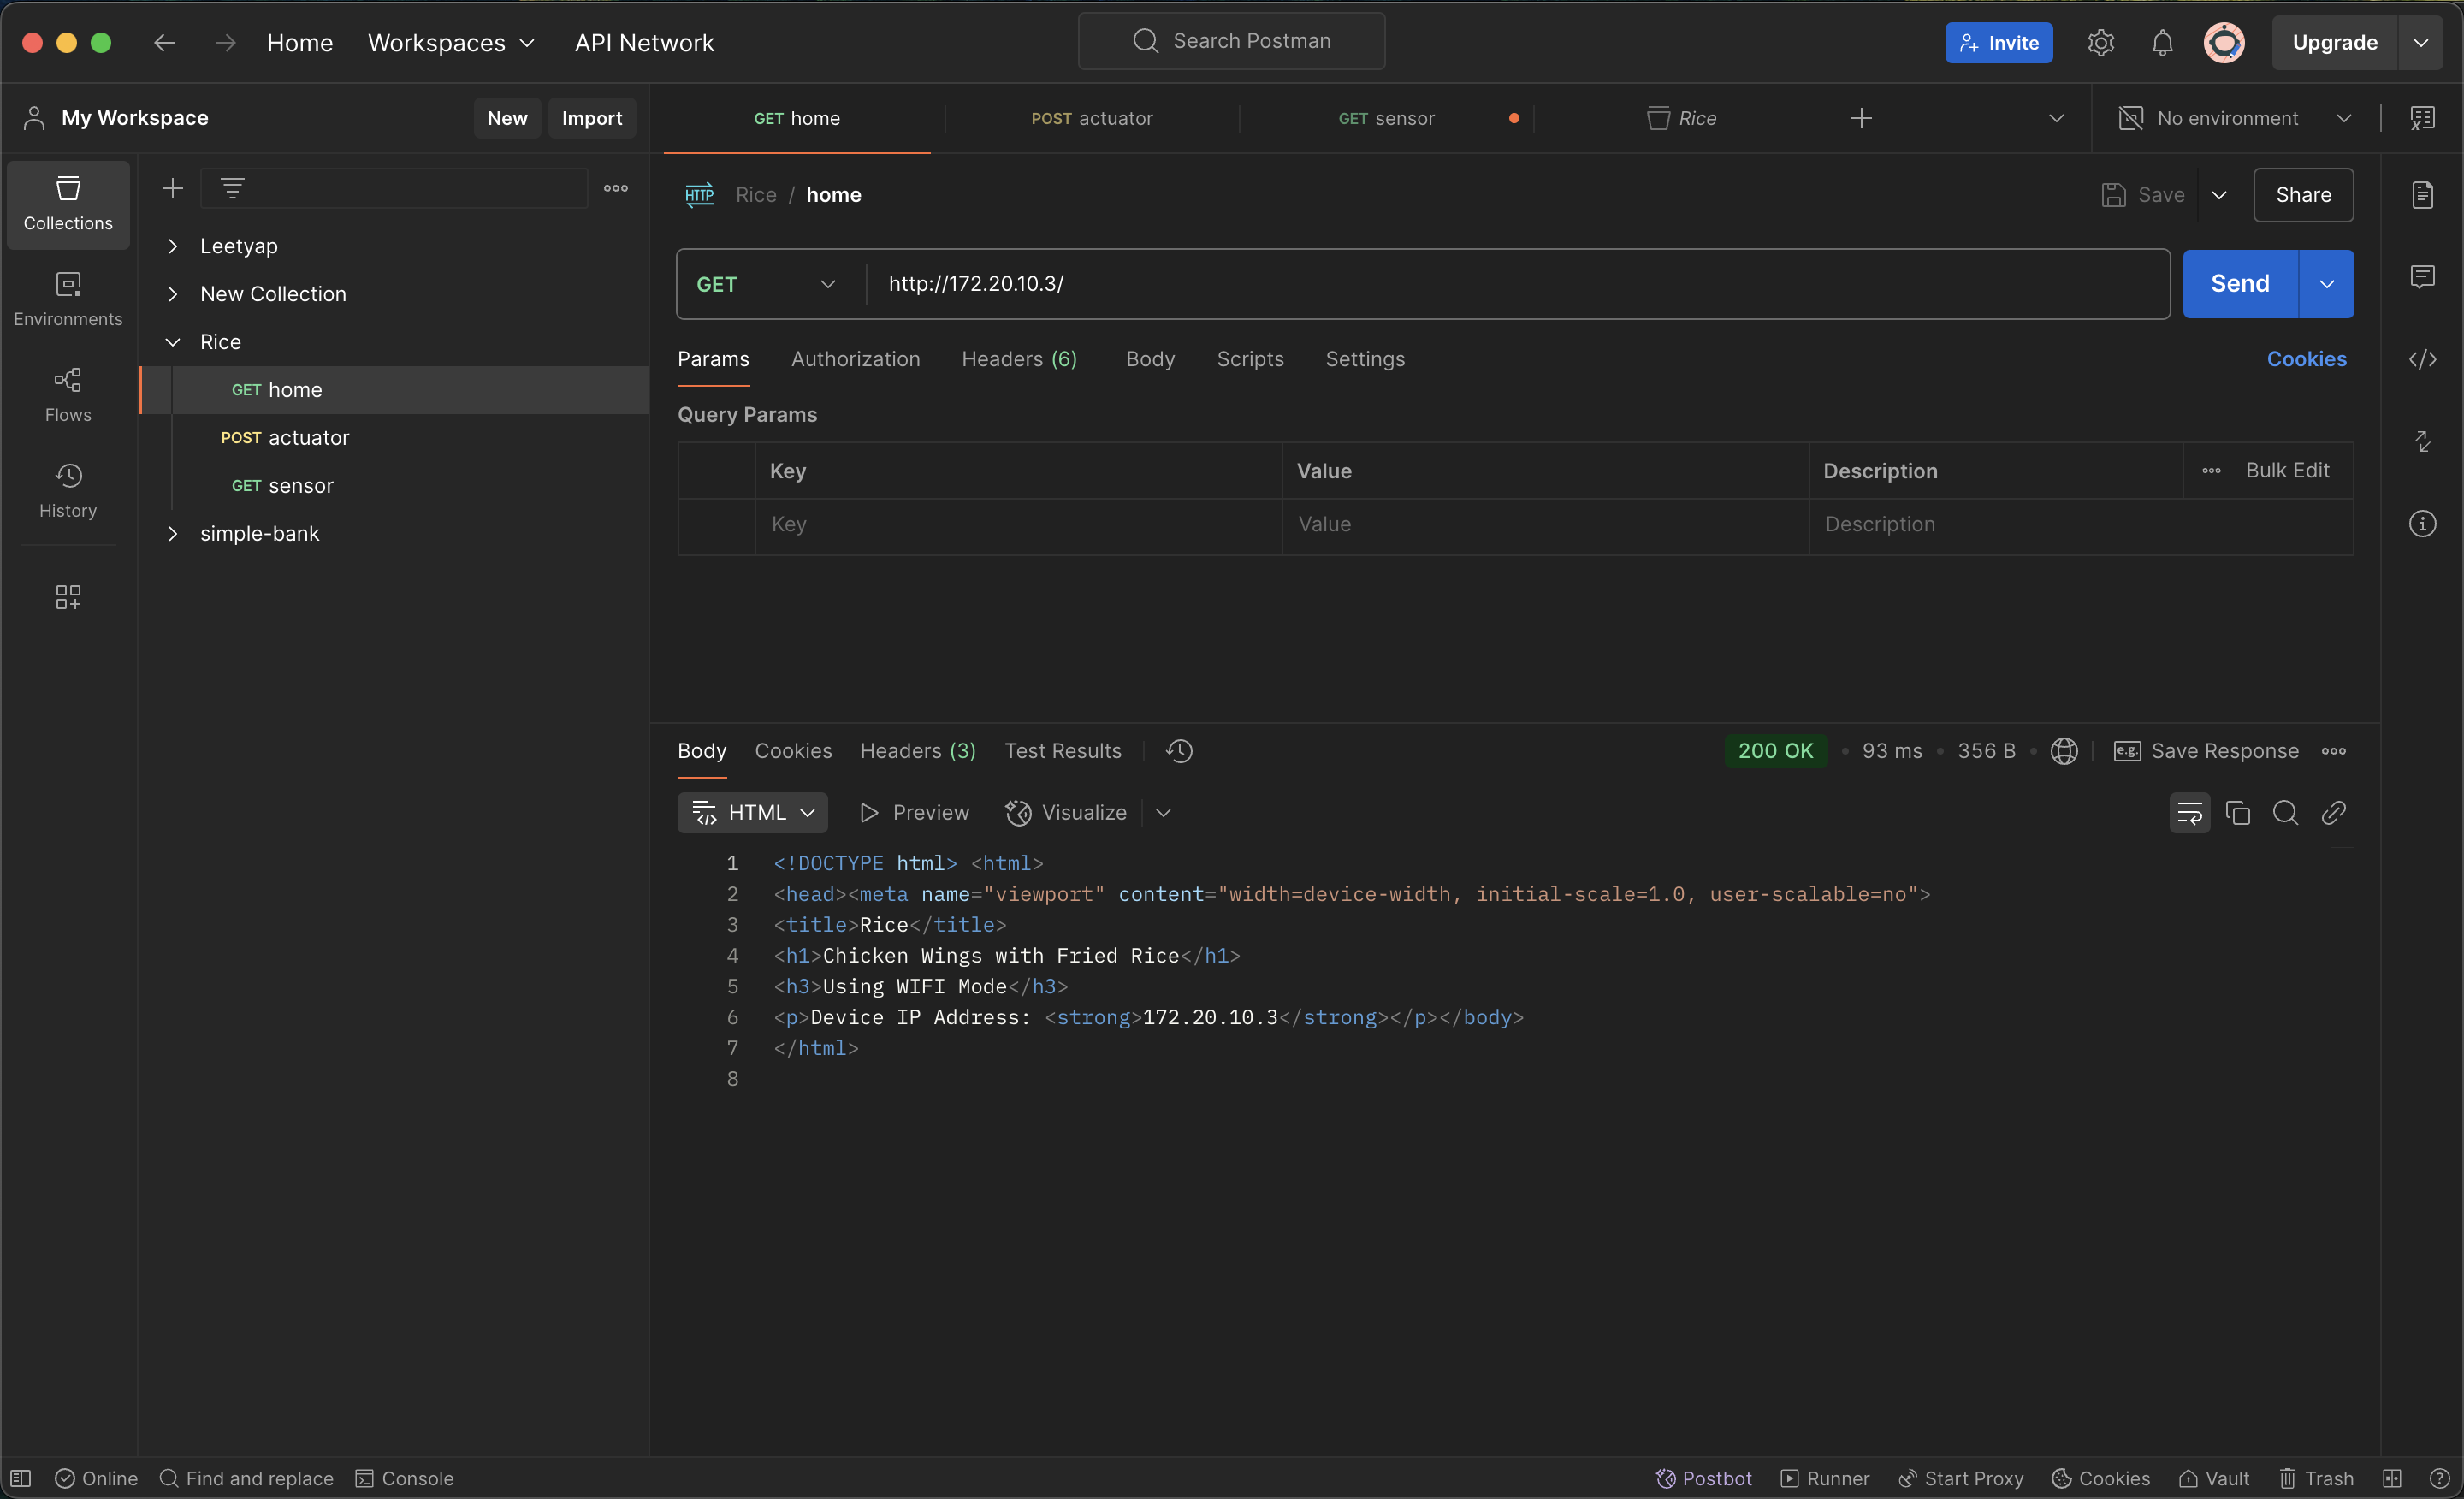 Home Workspaces API Network Search Postman Invite Upgrade
My Workspace New Import GET home POST actuator GET sensor Rice No environment
Collections
Environments
Flows
History
Leetyap
New Collection
Rice
GET home
POST actuator
GET sensor
simple-bank
HTTP Rice / home Save Share
GET http://172.20.10.3/ Send
Params Authorization Headers (6) Body Scripts Settings Cookies
Query Params
Key Value Description Bulk Edit
Key Value Description
Body Cookies Headers (3) Test Results 200 OK • 93 ms • 356 B • e.g. Save Response
HTML Preview Visualize
1 <!DOCTYPE html> <html>
2 <head><meta name="viewport" content="width=device-width, initial-scale=1.0, user-scalable=no">
3 <title>Rice</title>
4 <h1>Chicken Wings with Fried Rice</h1>
5 <h3>Using WIFI Mode</h3>
6 <p>Device IP Address: <strong>172.20.10.3</strong></p></body>
7 </html>
8
Online Find and replace Console Postbot Runner Start Proxy Cookies Vault Trash